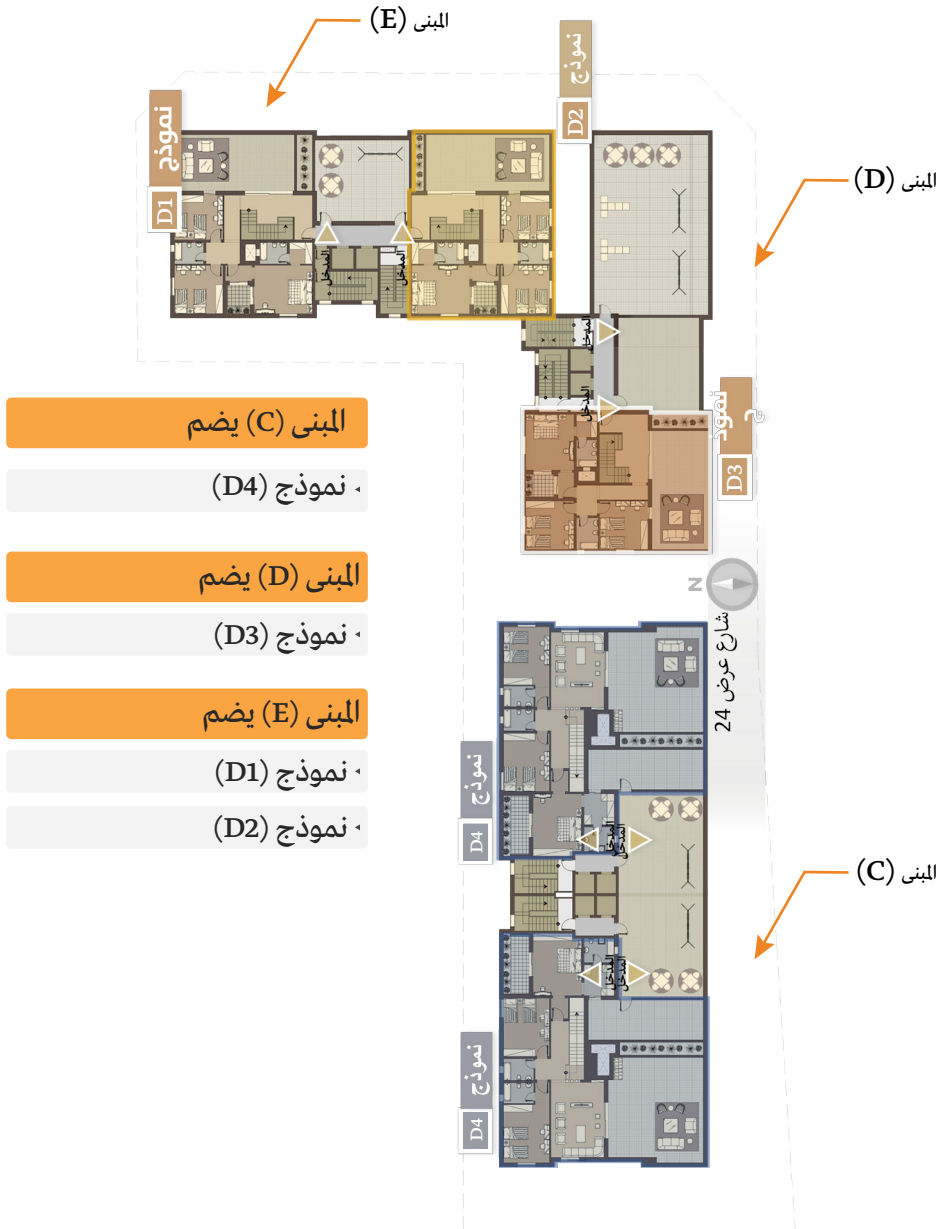 المبنى (E)
نموذج
D2
نموذج
D1
المبنى (D)
المدخل
المدخل
المدخل
المدخل
نموذج
D3
المبنى (C) يضم
نموذج (D4)
المبنى (D) يضم
نموذج (D3)
المبنى (E) يضم
نموذج (D1)
نموذج (D2)
N
شارع عرض 24
نموذج
D4
المدخل
المدخل
المبنى (C)
المدخل
المدخل
نموذج
D4